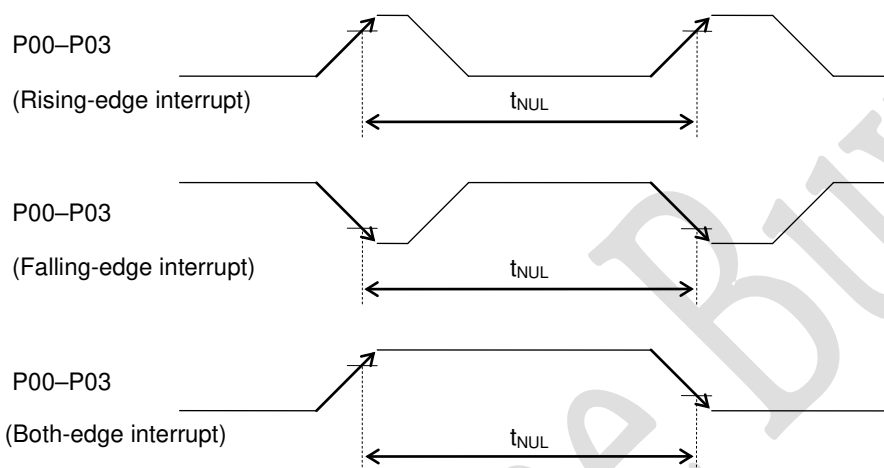 P00–P03
(Rising-edge interrupt)
tNUL
P00–P03
(Falling-edge interrupt)
tNUL
P00–P03
(Both-edge interrupt)
tNUL